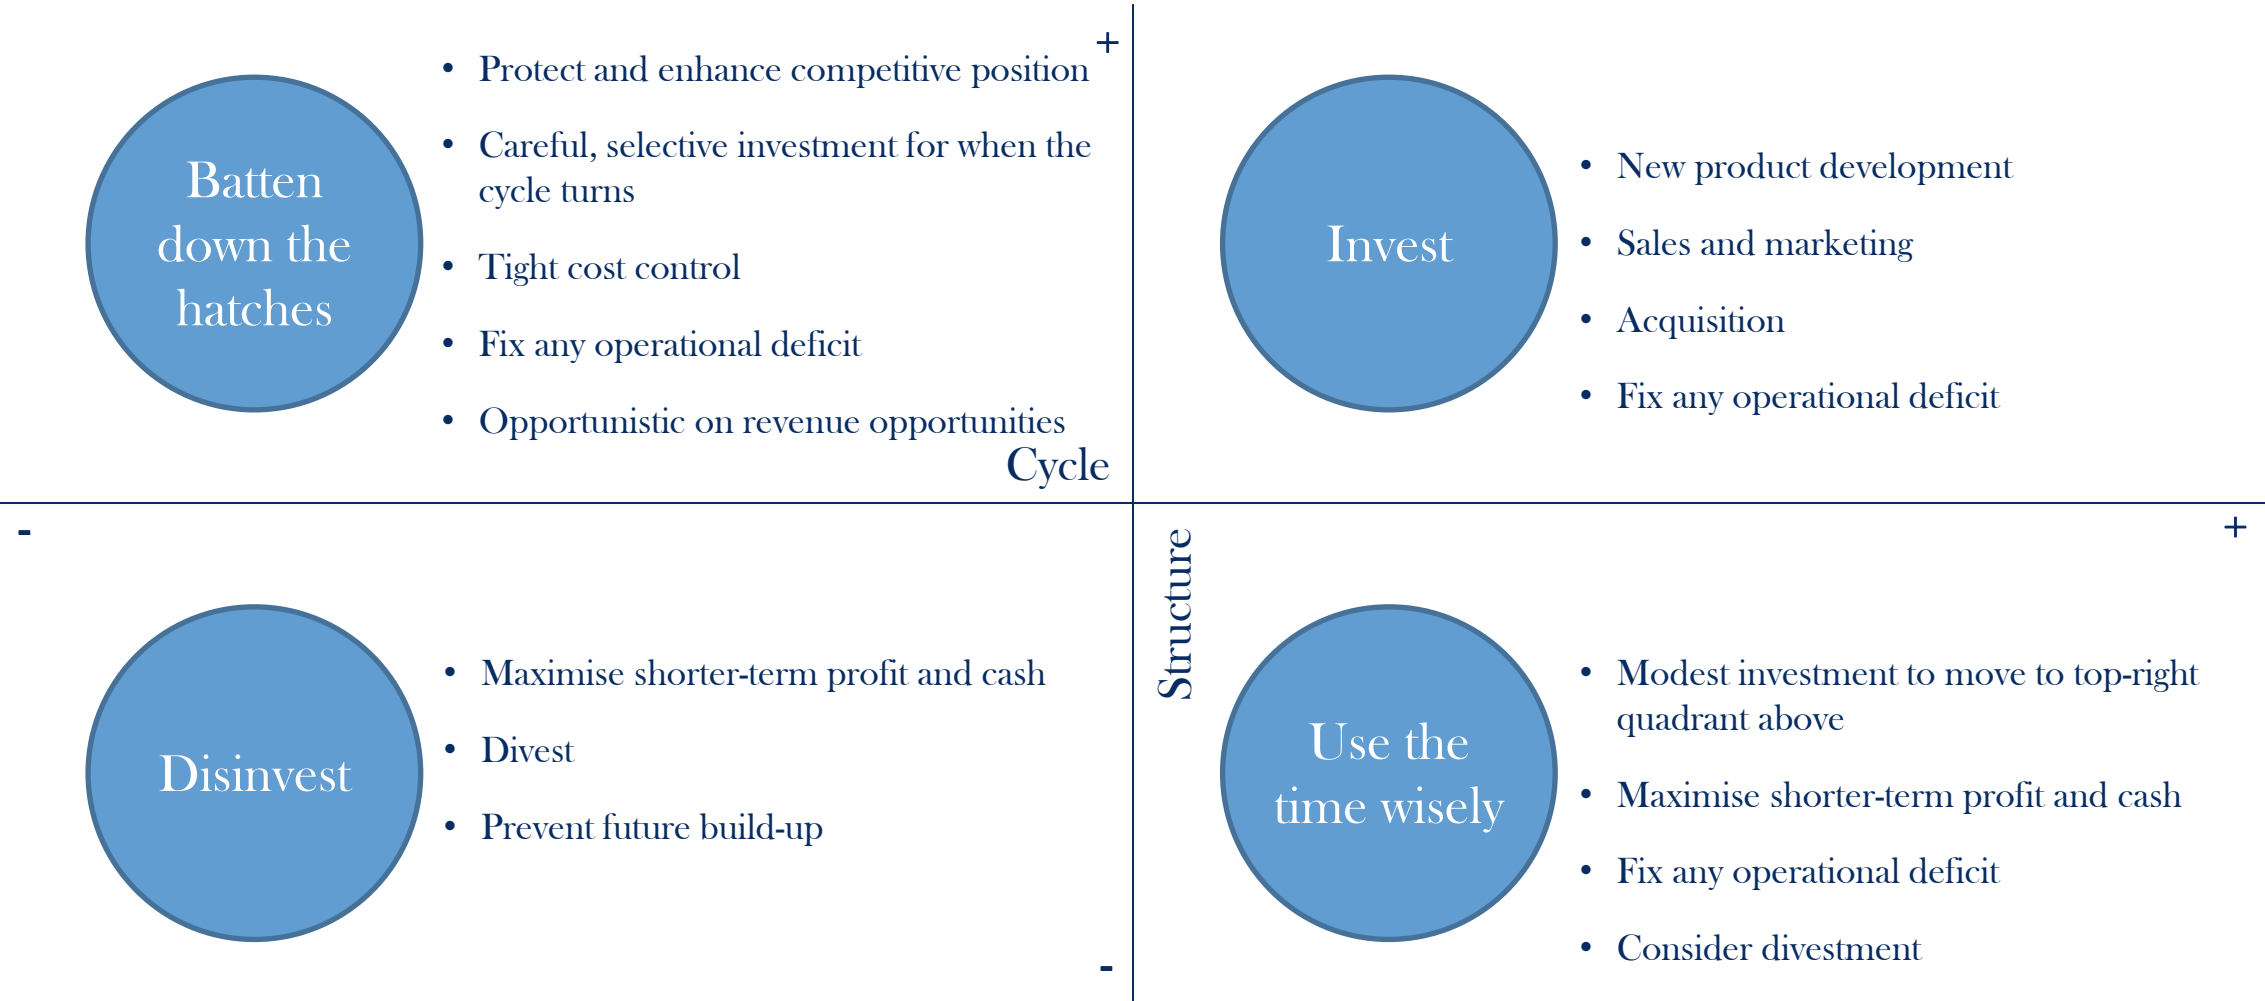 +
Batten
down the
hatches
• Protect and enhance competitive position
• Careful, selective investment for when the
cycle turns
• Tight cost control
• Fix any operational deficit
• Opportunistic on revenue opportunities
Cycle
Invest
• New product development
• Sales and marketing
• Acquisition
• Fix any operational deficit
-
+
Structure
Disinvest
• Maximise shorter-term profit and cash
• Divest
• Prevent future build-up
-
Use the
time wisely
• Modest investment to move to top-right
quadrant above
• Maximise shorter-term profit and cash
• Fix any operational deficit
• Consider divestment